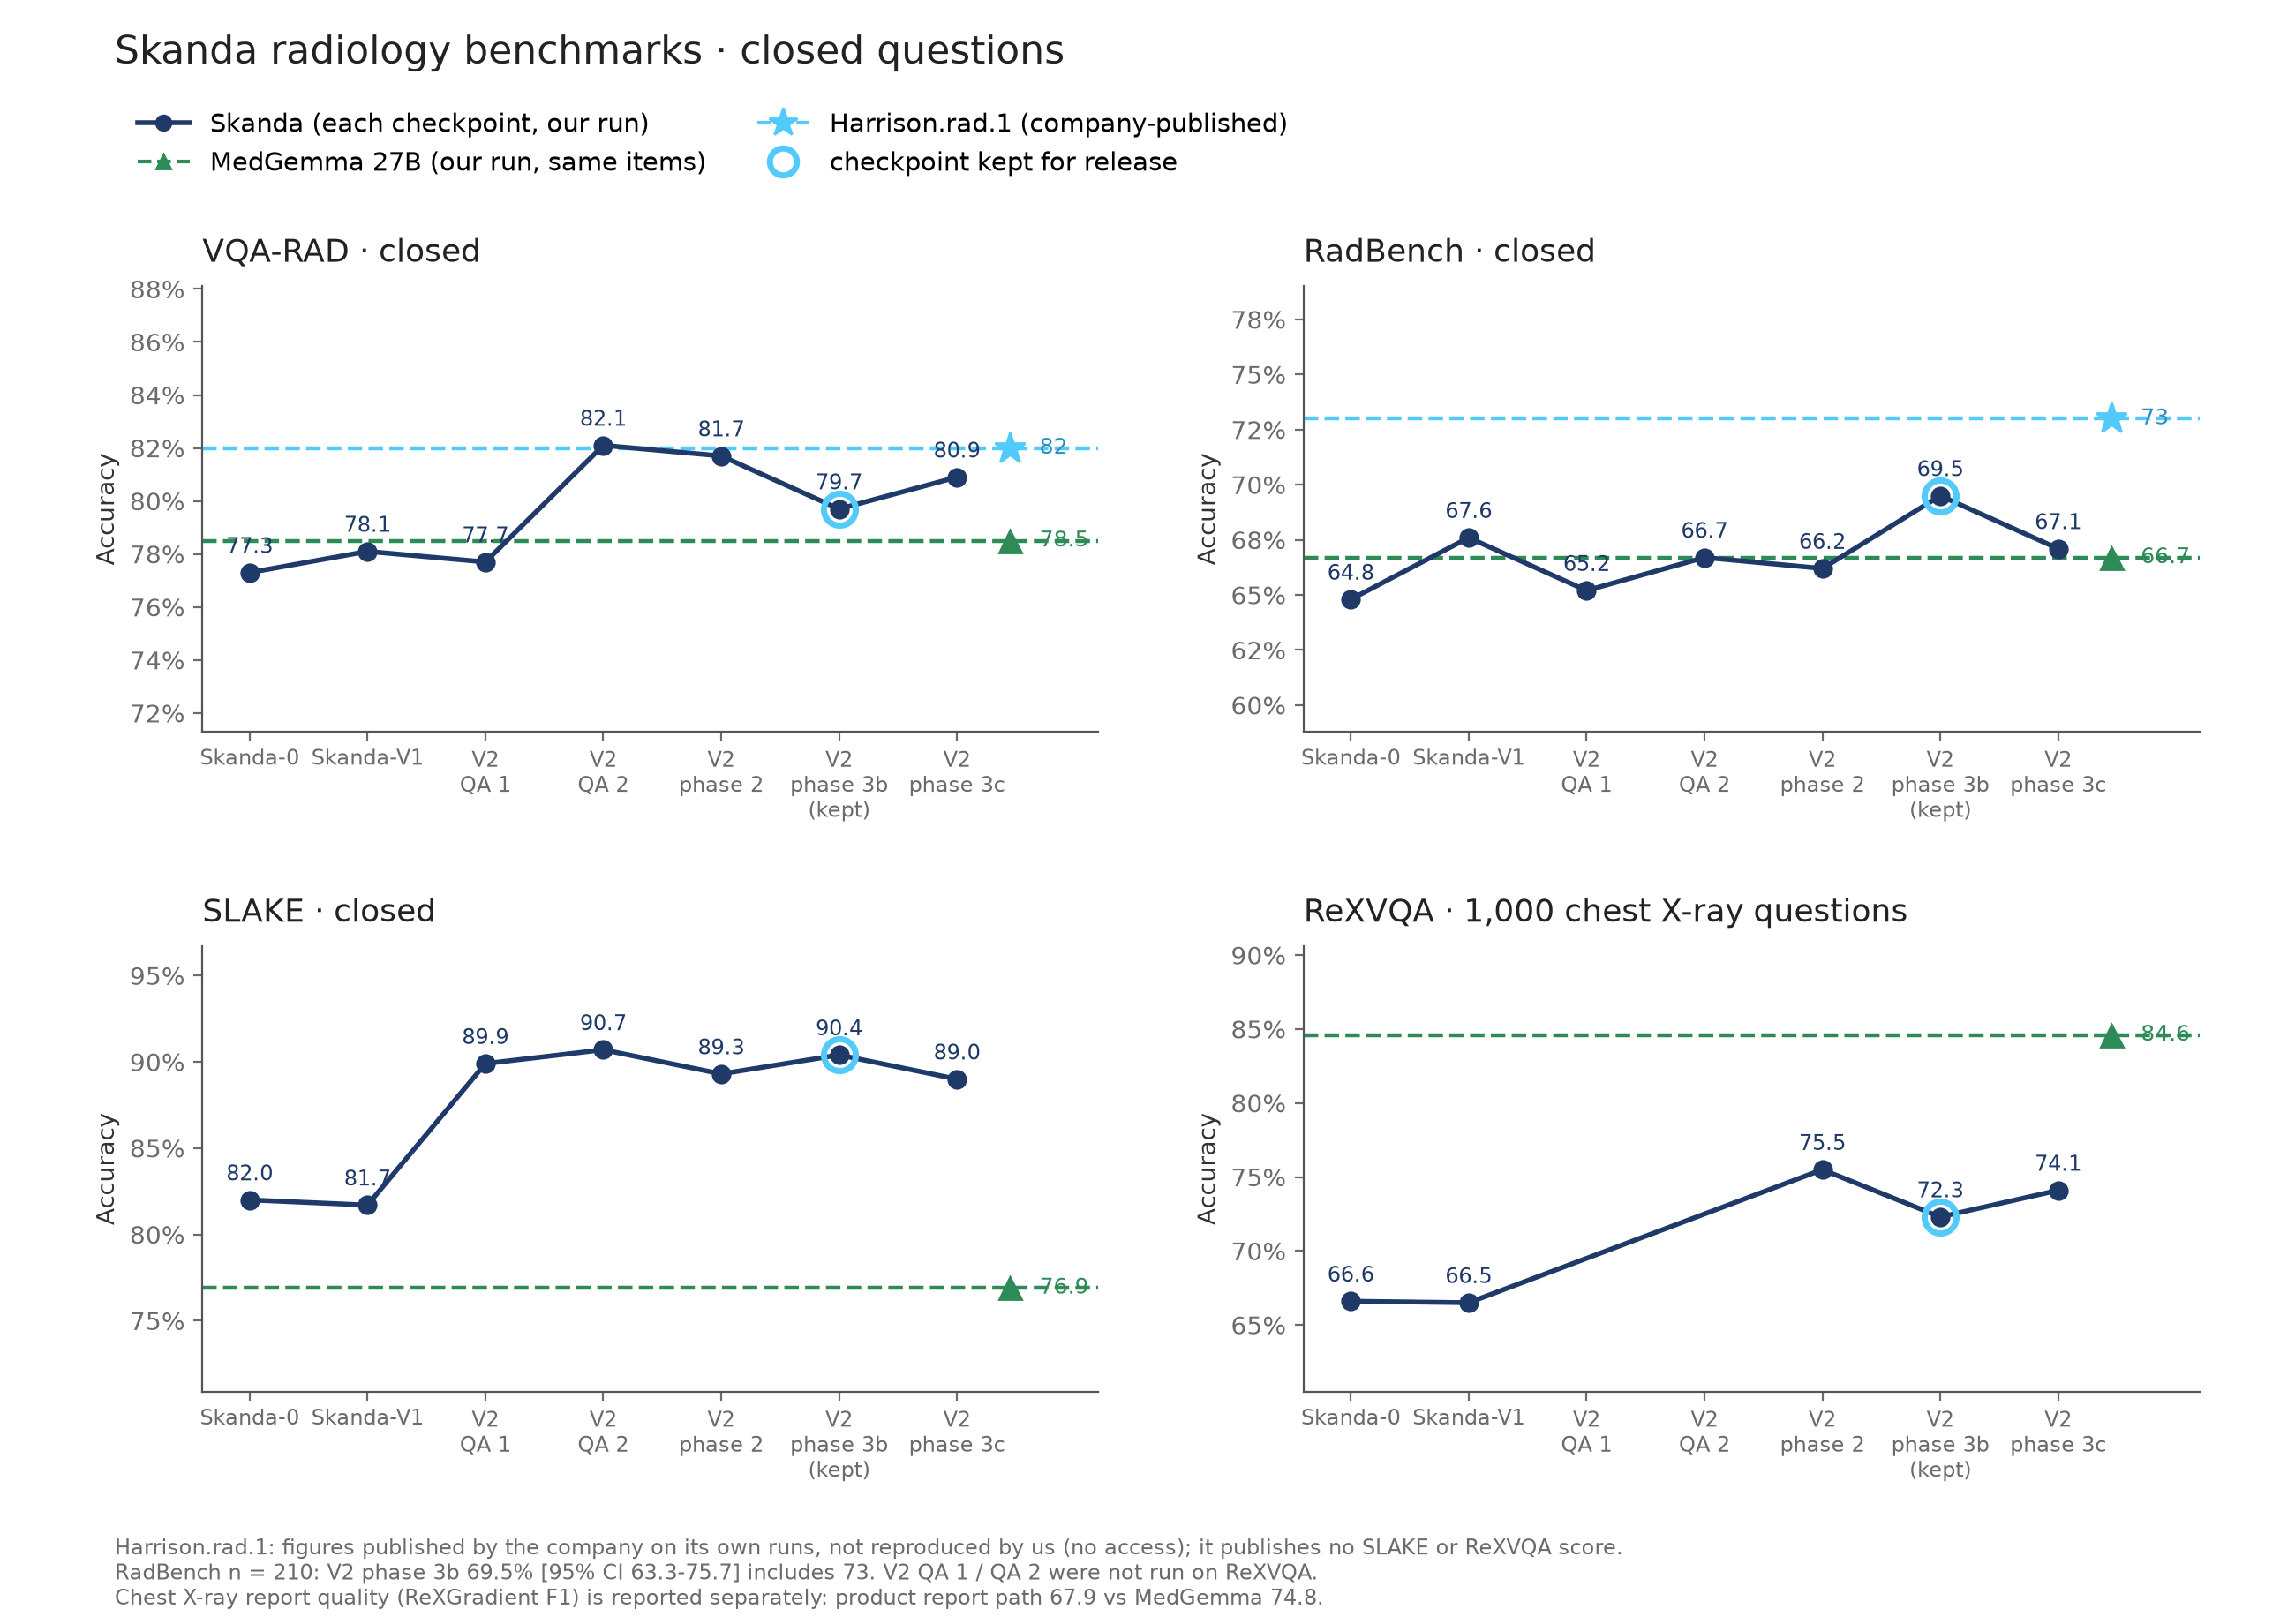 Skanda radiology benchmarks · closed questions
Skanda (each checkpoint, our run)
MedGemma 27B (our run, same items)
Harrison.rad.1 (company-published)
checkpoint kept for release
VQA-RAD · closed
Accuracy
88%
86%
84%
82%
80%
78%
76%
74%
72%
77.3
78.1
77.7
82.1
81.7
79.7
80.9
82
78.5
Skanda-0
Skanda-V1
V2
QA 1
V2
QA 2
V2
phase 2
V2
phase 3b
(kept)
V2
phase 3c
RadBench · closed
Accuracy
78%
75%
72%
70%
68%
65%
62%
60%
64.8
67.6
65.2
66.7
66.2
69.5
67.1
73
66.7
Skanda-0
Skanda-V1
V2
QA 1
V2
QA 2
V2
phase 2
V2
phase 3b
(kept)
V2
phase 3c
SLAKE · closed
Accuracy
95%
90%
85%
80%
75%
82.0
81.7
89.9
90.7
89.3
90.4
89.0
76.9
Skanda-0
Skanda-V1
V2
QA 1
V2
QA 2
V2
phase 2
V2
phase 3b
(kept)
V2
phase 3c
ReXVQA · 1,000 chest X-ray questions
Accuracy
90%
85%
80%
75%
70%
65%
66.6
66.5
75.5
72.3
74.1
84.6
Skanda-0
Skanda-V1
V2
QA 1
V2
QA 2
V2
phase 2
V2
phase 3b
(kept)
V2
phase 3c
Harrison.rad.1: figures published by the company on its own runs, not reproduced by us (no access); it publishes no SLAKE or ReXVQA score.
RadBench n = 210: V2 phase 3b 69.5% [95% CI 63.3-75.7] includes 73. V2 QA 1 / QA 2 were not run on ReXVQA.
Chest X-ray report quality (ReXGradient F1) is reported separately: product report path 67.9 vs MedGemma 74.8.